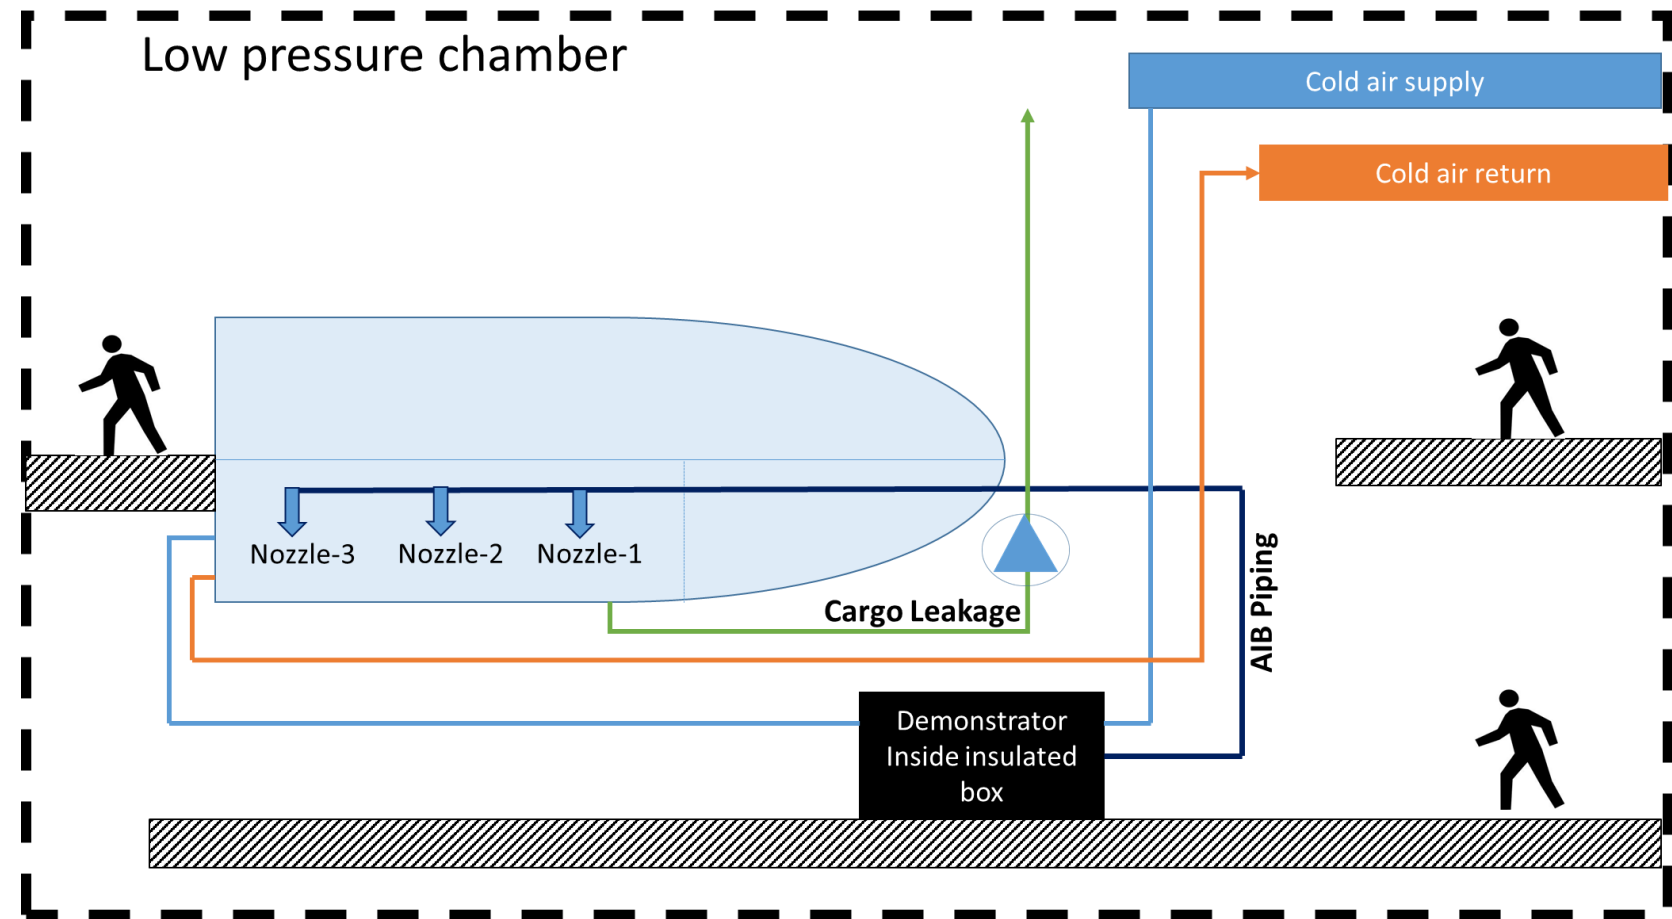 Low pressure chamber
Cold air supply
Cold air return
Nozzle-3
Nozzle-2
Nozzle-1
Cargo Leakage
AIB Piping
Demonstrator
Inside insulated
box